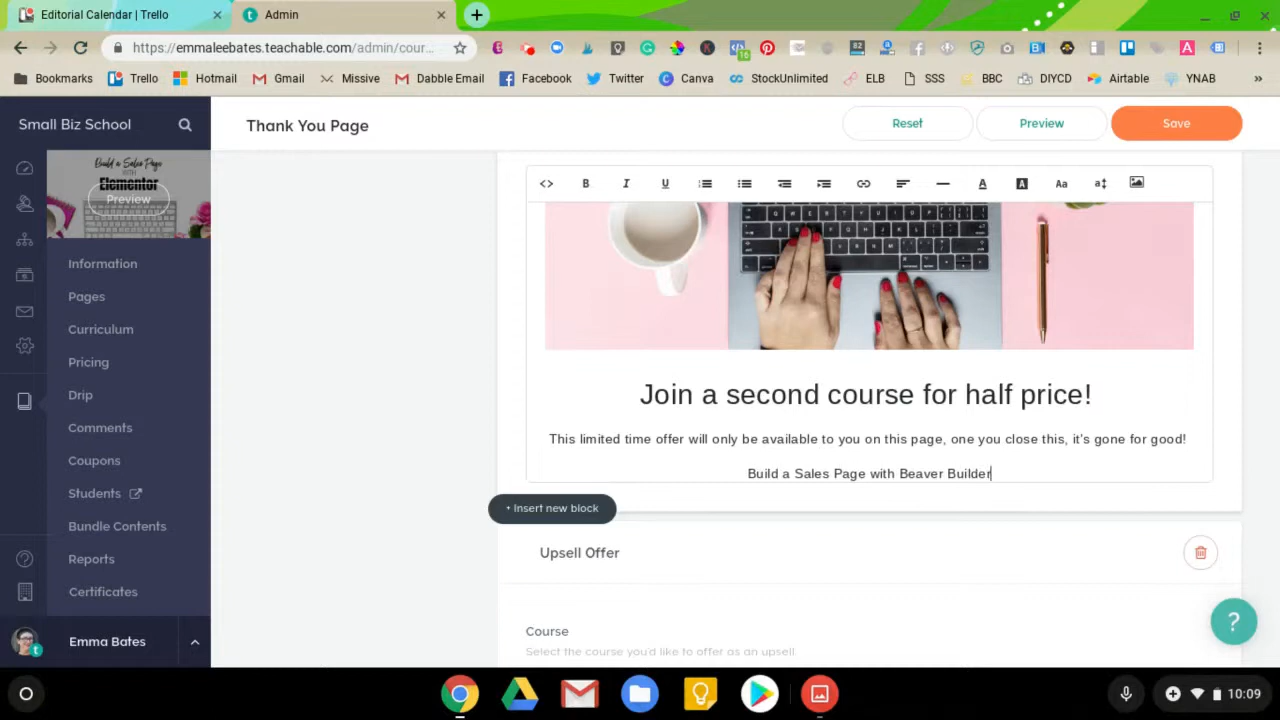 Editorial Calendar | Trello
Admin
https://emmaleebates.teachable.com/admin/cour...
16
82
Bookmarks Trello Hotmail Gmail Missive Dabble Email Facebook Twitter Canva StockUnlimited ELB SSS BBC DIYCD Airtable YNAB »
Small Biz School
Thank You Page
Reset
Preview
Save
Build a Sales Page
WITH
Elementor
Preview
<> B I U A A Aa
Information
Pages
Curriculum
Pricing
Drip
Comments
Coupons
Students
Bundle Contents
Reports
Certificates
Emma Bates
Join a second course for half price!
This limited time offer will only be available to you on this page, one you close this, it's gone for good!
Build a Sales Page with Beaver Builder
+ Insert new block
Upsell Offer
Course
Select the course you'd like to offer as an upsell.
?
10:09